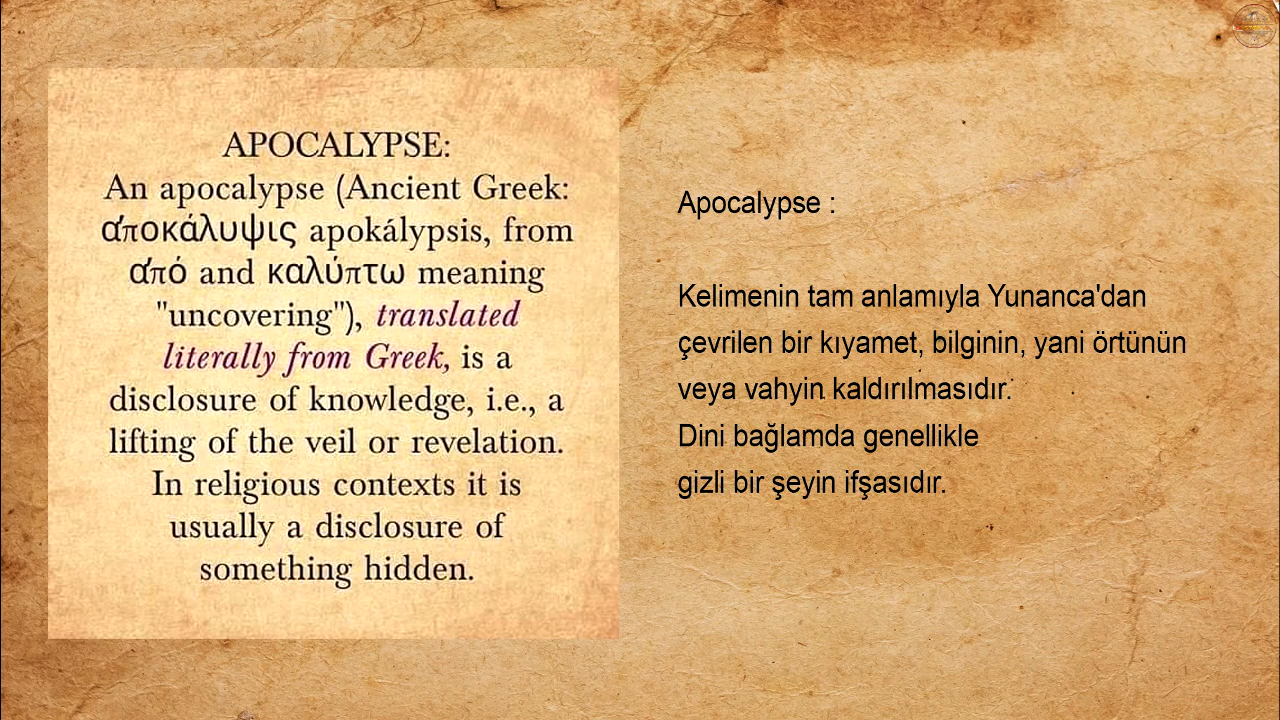 APOCALYPSE:
An apocalypse (Ancient Greek:
ἀποκάλυψις apokálypsis, from
ἀπό and καλύπτω meaning
"uncovering"), translated
literally from Greek, is a
disclosure of knowledge, i.e., a
lifting of the veil or revelation.
In religious contexts it is
usually a disclosure of
something hidden.
Apocalypse :
Kelimenin tam anlamıyla Yunanca'dan
çevrilen bir kıyamet, bilginin, yani örtünün
veya vahyin kaldırılmasıdır.
Dini bağlamda genellikle
gizli bir şeyin ifşasıdır.